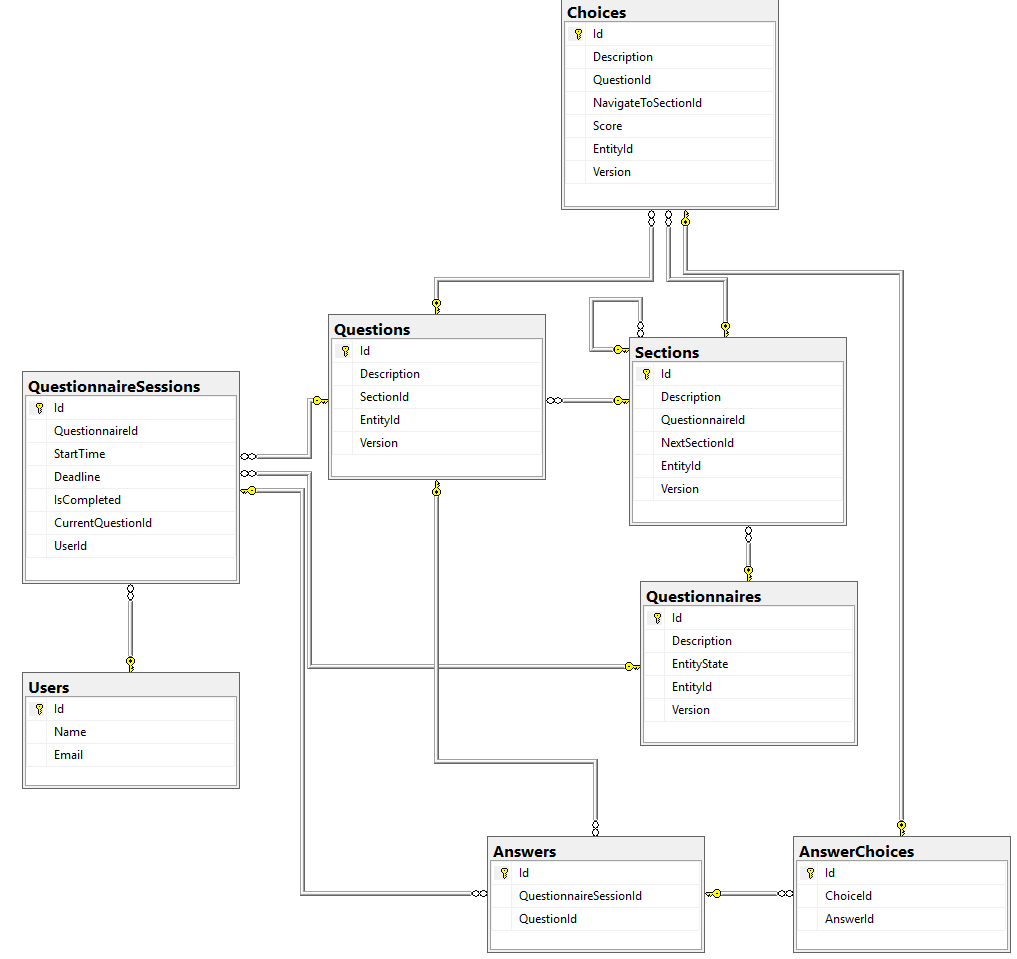 Choices
Id
Description
QuestionId
NavigateToSectionId
Score
EntityId
Version
Questions
Id
Description
SectionId
EntityId
Version
Sections
Id
Description
QuestionnaireId
NextSectionId
EntityId
Version
QuestionnaireSessions
Id
QuestionnaireId
StartTime
Deadline
IsCompleted
CurrentQuestionId
UserId
Questionnaires
Id
Description
EntityState
EntityId
Version
Users
Id
Name
Email
Answers
Id
QuestionnaireSessionId
QuestionId
AnswerChoices
Id
ChoiceId
AnswerId